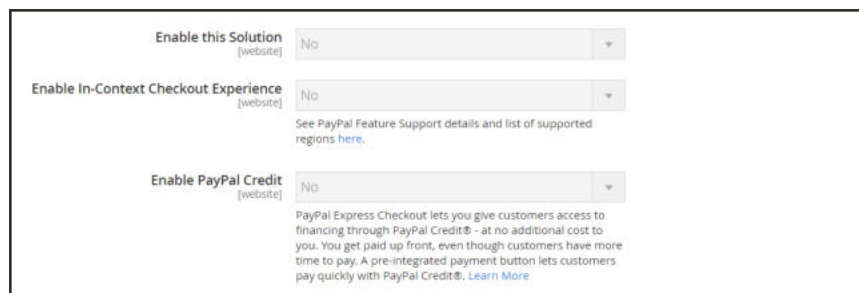 Enable this Solution
[website]
No
Enable In-Context Checkout Experience
[website]
No
See PayPal Feature Support details and list of supported
regions here.
Enable PayPal Credit
[website]
No
PayPal Express Checkout lets you give customers access to
financing through PayPal Credit® - at no additional cost to
you. You get paid up front, even though customers have more
time to pay. A pre-integrated payment button lets customers
pay quickly with PayPal Credit®. Learn More